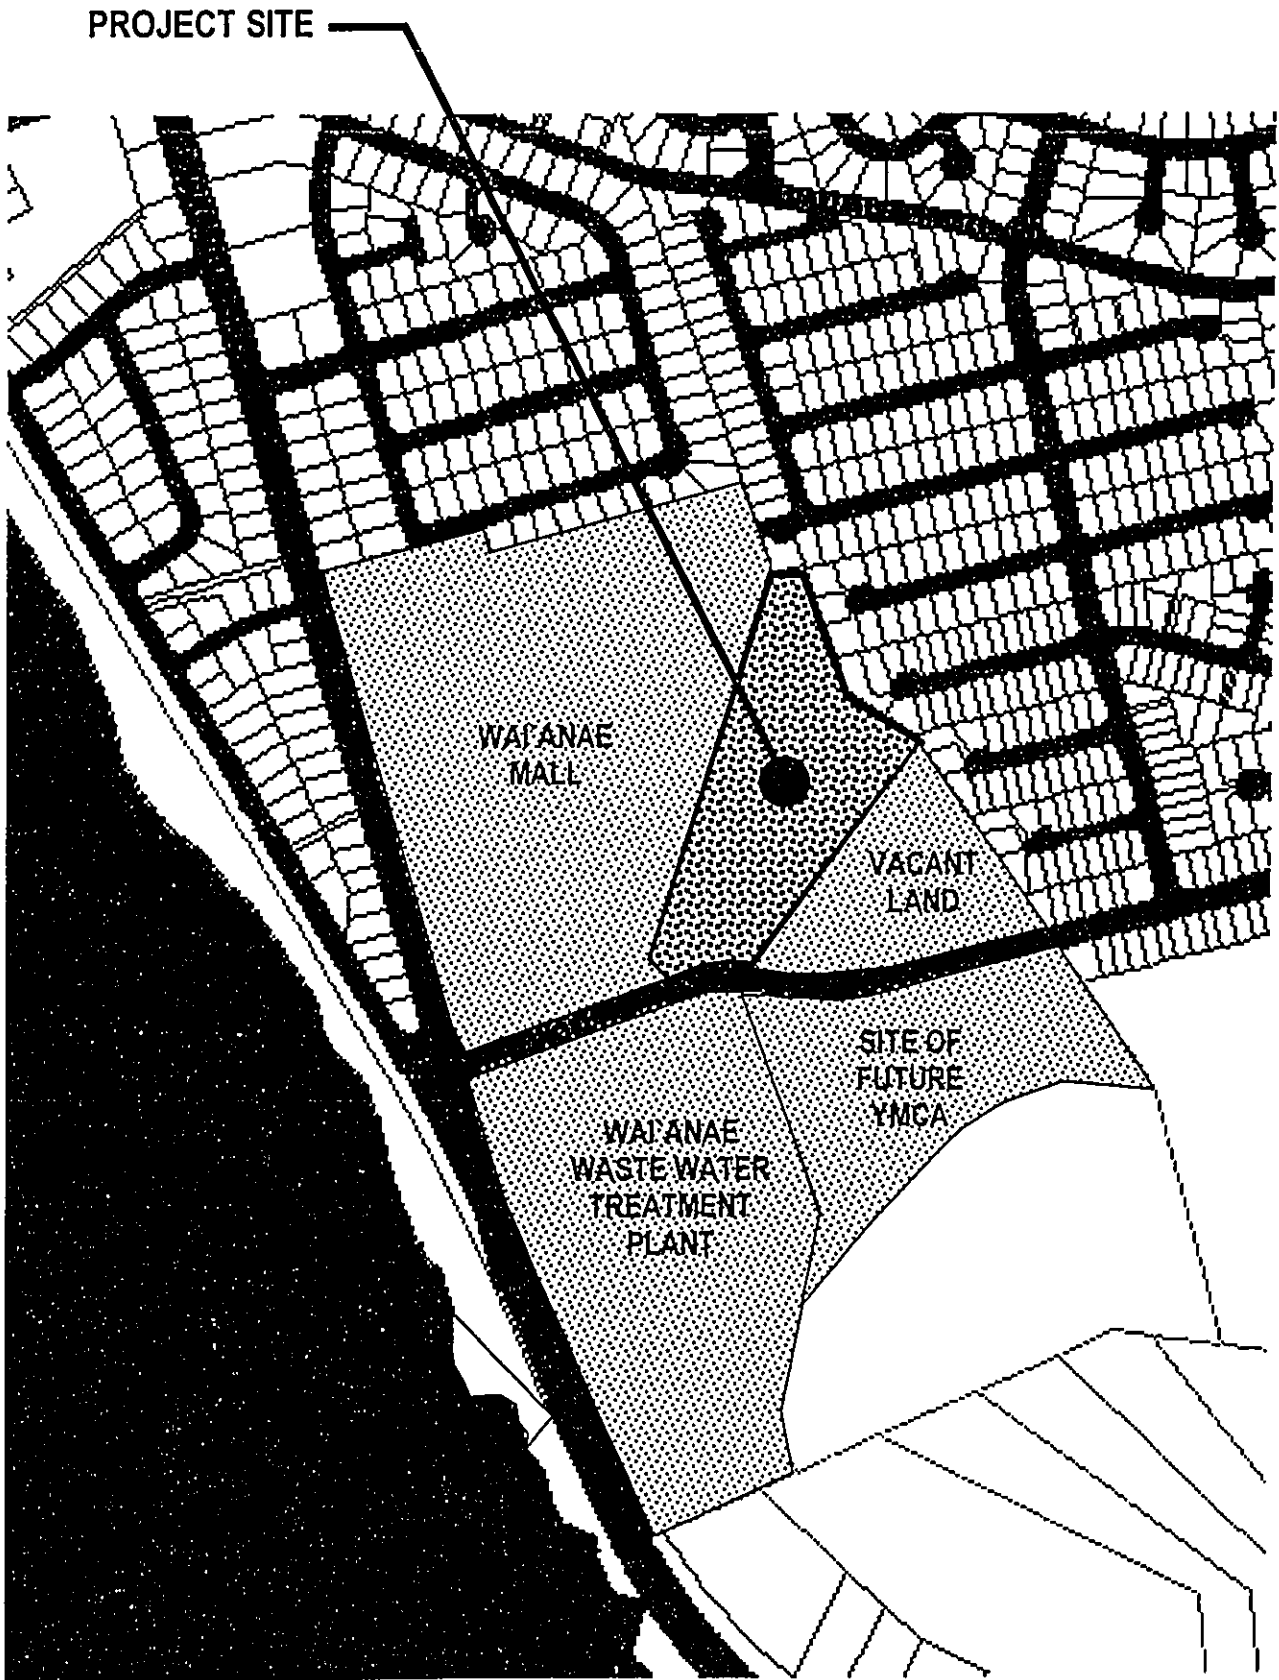 PROJECT SITE
WAI ANAE
MALL
VACANT
LAND
SITE OF
FUTURE
YMCA
WAI ANAE
WASTE WATER
TREATMENT
PLANT